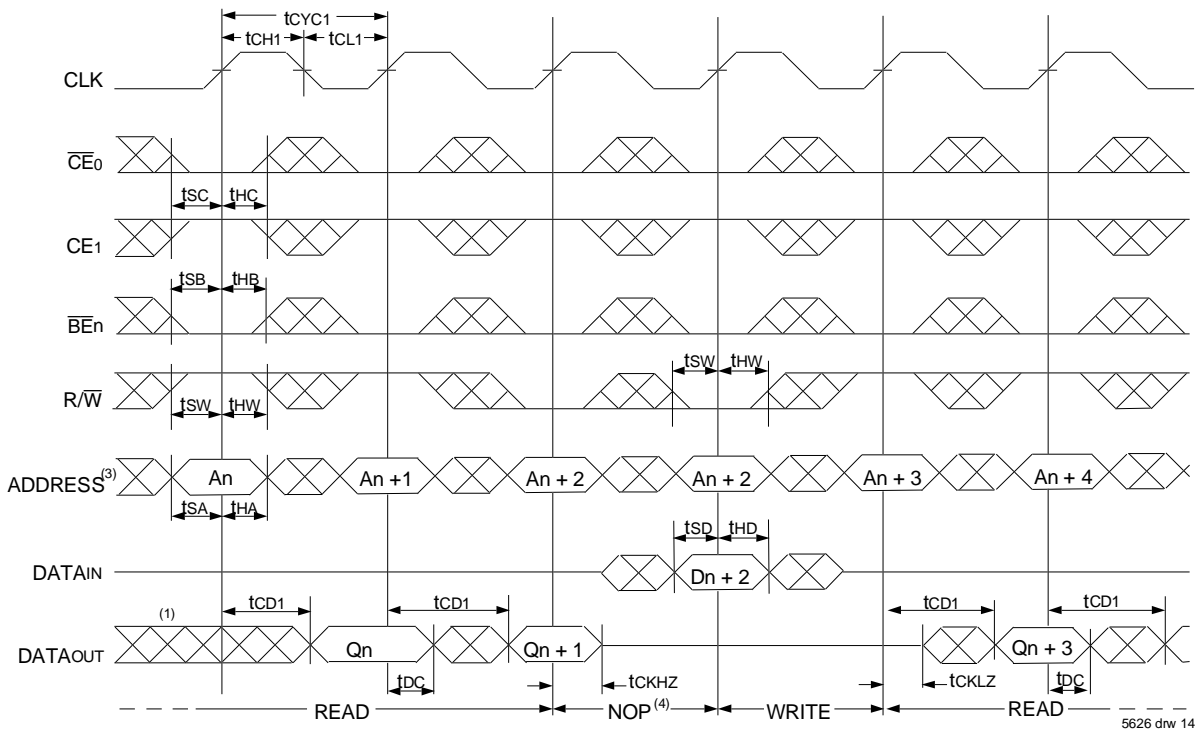 tCYC1
tCH1 tCL1
CLK
C̅E̅0
tSC tHC
CE1
tSB tHB
B̅E̅n
tSW tHW
R/W̅
tSW tHW
ADDRESS(3) An An +1 An + 2 An + 2 An + 3 An + 4
tSA tHA
tSD tHD
DATAIN Dn + 2
(1) tCD1 tCD1 tCD1 tCD1
DATAOUT Qn Qn + 1 Qn + 3
tDC tCKHZ tCKLZ tDC
READ NOP(4) WRITE READ
5626 drw 14